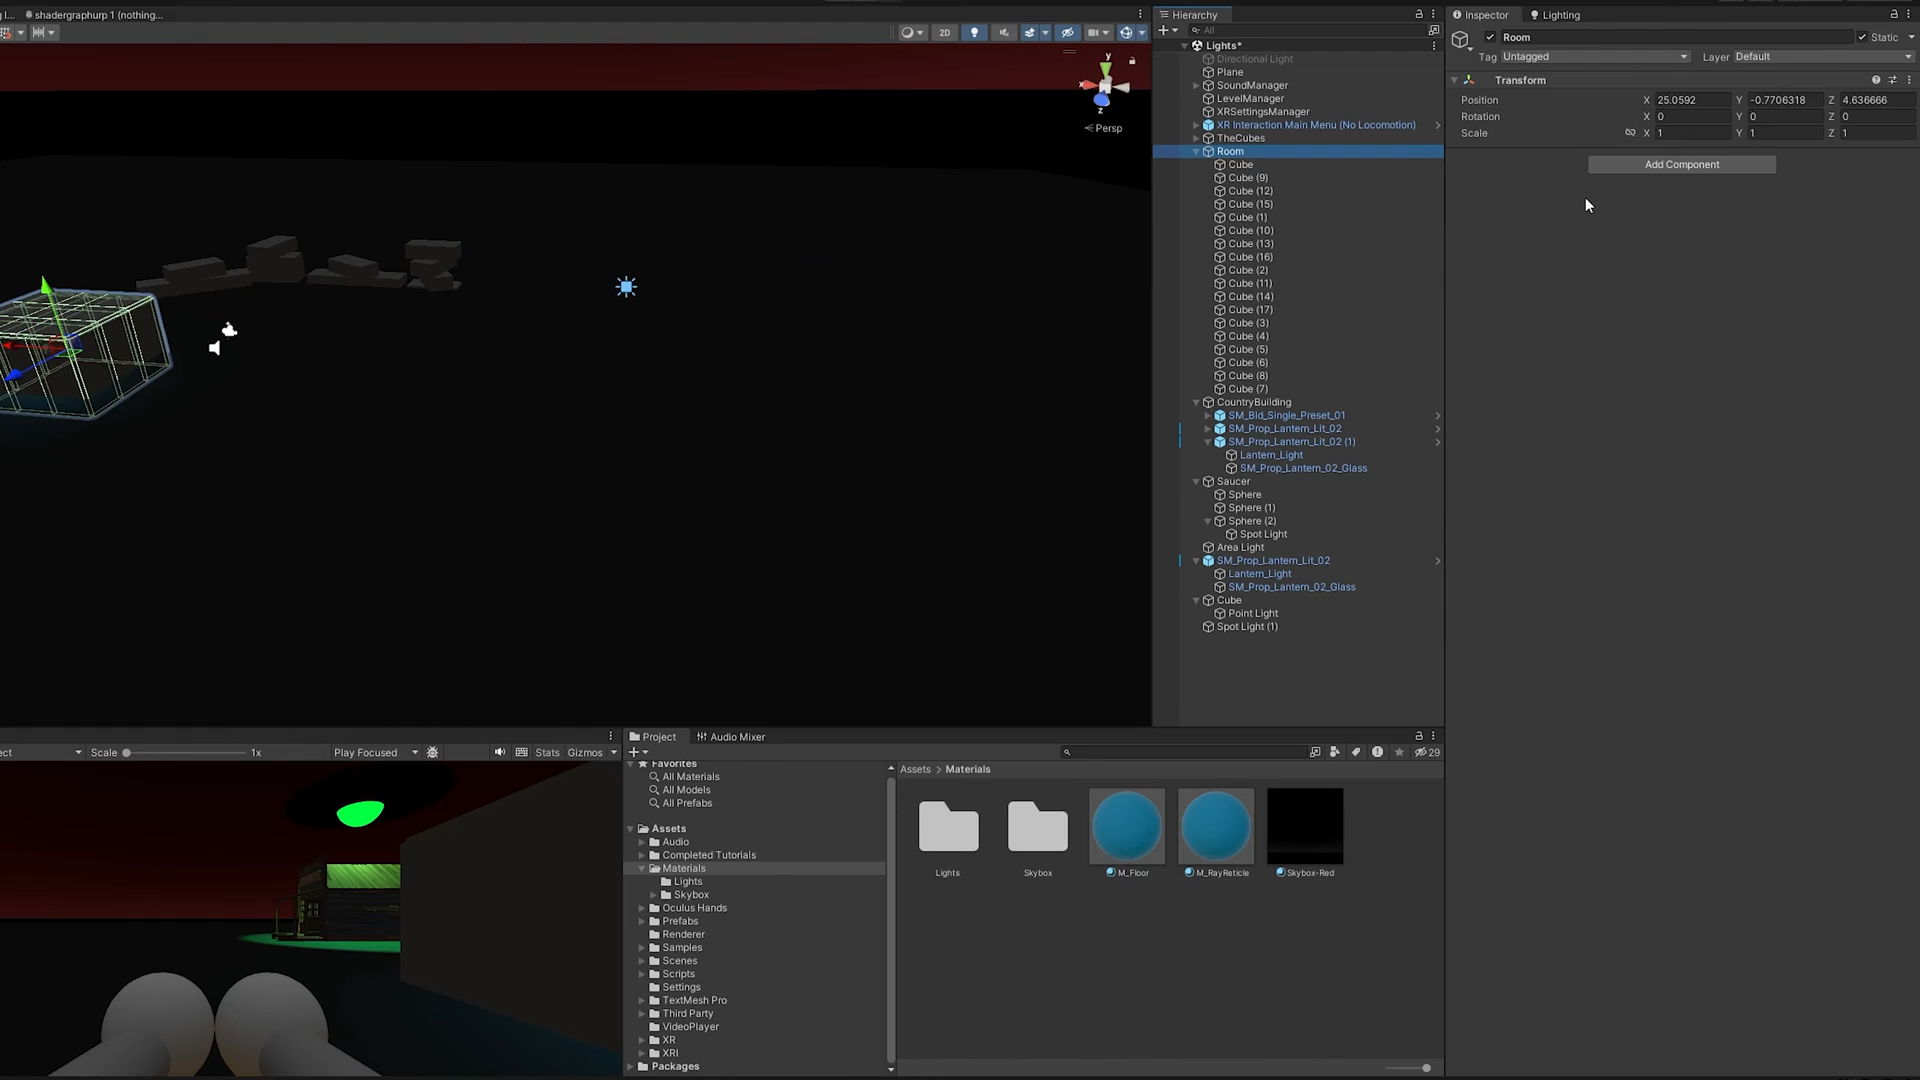 shadergraphurp 1 (nothing...
2D
y
x
z
Persp
Hierarchy
All
Lights*
Directional Light
Plane
SoundManager
LevelManager
XRSettingsManager
XR Interaction Main Menu (No Locomotion)
TheCubes
Room
Cube
Cube (9)
Cube (12)
Cube (15)
Cube (1)
Cube (10)
Cube (13)
Cube (16)
Cube (2)
Cube (11)
Cube (14)
Cube (17)
Cube (3)
Cube (4)
Cube (5)
Cube (6)
Cube (8)
Cube (7)
CountryBuilding
SM_Bld_Single_Preset_01
SM_Prop_Lantern_Lit_02
SM_Prop_Lantern_Lit_02 (1)
Lantern_Light
SM_Prop_Lantern_02_Glass
Saucer
Sphere
Sphere (1)
Sphere (2)
Spot Light
Area Light
SM_Prop_Lantern_Lit_02
Lantern_Light
SM_Prop_Lantern_02_Glass
Cube
Point Light
Spot Light (1)
Inspector Lighting
Room Static
Tag Untagged Layer Default
Transform
Position X 25.0592 Y -0.7706318 Z 4.636666
Rotation X 0 Y 0 Z 0
Scale X 1 Y 1 Z 1
Add Component
ect Scale 1x Play Focused Stats Gizmos
Project Audio Mixer
29
Favorites
All Materials
All Models
All Prefabs
Assets
Audio
Completed Tutorials
Materials
Lights
Skybox
Oculus Hands
Prefabs
Renderer
Samples
Scenes
Scripts
Settings
TextMesh Pro
Third Party
VideoPlayer
XR
XRI
Packages
Assets > Materials
Lights
Skybox
M_Floor
M_RayReticle
Skybox-Red